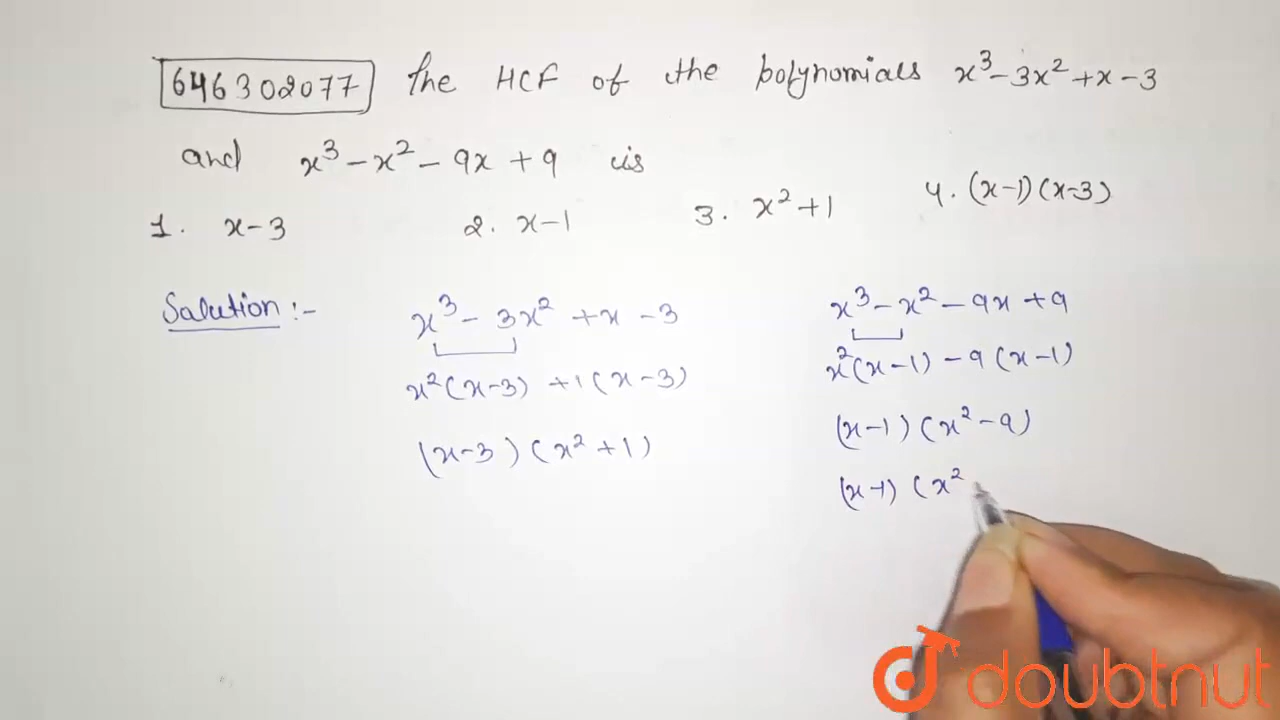 646302077 The HCF of the polynomials x³-3x²+x-3
and x³-x²-9x+9 is
1. x-3 2. x-1 3. x²+1 4. (x-1)(x-3)
Salution :-
x³-3x²+x-3
x²(x-3)+1(x-3)
(x-3)(x²+1)
x³-x²-9x+9
x²(x-1)-9(x-1)
(x-1)(x²-9)
(x-1)(x²
doubtnut